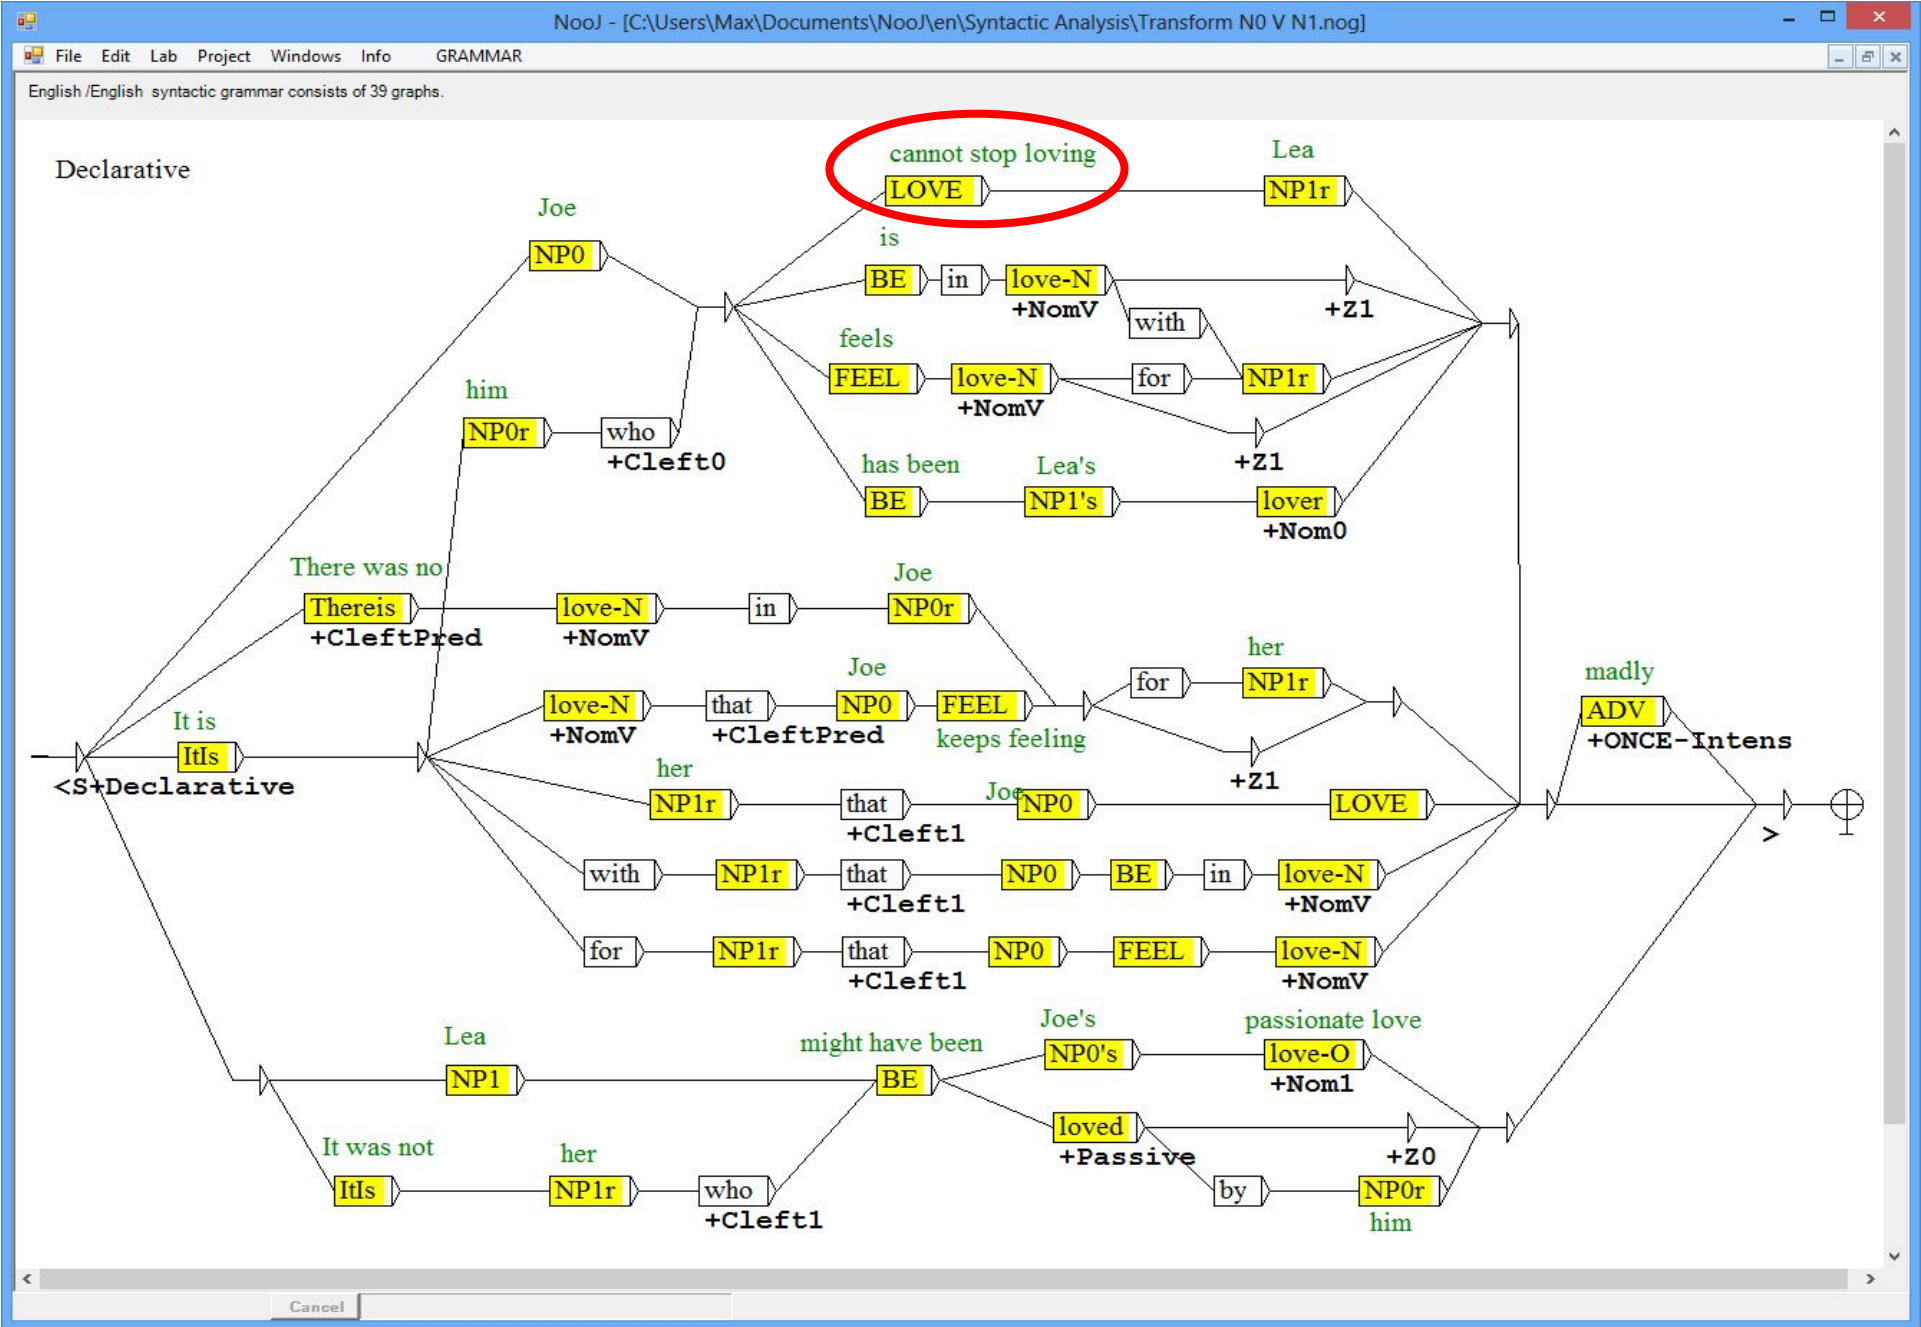 NooJ - [C:\Users\Max\Documents\NooJ\en\Syntactic Analysis\Transform N0 V N1.nog]
File Edit Lab Project Windows Info GRAMMAR
English /English syntactic grammar consists of 39 graphs.
Declarative
cannot stop loving Lea
LOVE NP1r
Joe
is
NP0
BE in love-N
+NomV +Z1
with
feels
FEEL love-N for NP1r
+NomV
him
NP0r who
+Cleft0 +Z1
has been Lea's
BE NP1's lover
+Nom0
There was no Joe
Thereis love-N in NP0r
+CleftPred +NomV
her
Joe
for NP1r
madly
love-N that NP0 FEEL
ADV
+NomV +CleftPred keeps feeling
+ONCE-Intens
It is
ItIs
<S+Declarative
+Z1
her Joe
NP1r that NP0 LOVE
+Cleft1
>
with NP1r that NP0 BE in love-N
+Cleft1 +NomV
for NP1r that NP0 FEEL love-N
+Cleft1 +NomV
Joe's passionate love
Lea might have been
NP0's love-O
+Nom1
NP1 BE
loved
+Passive +Z0
It was not her
ItIs NP1r who by NP0r
+Cleft1 him
Cancel